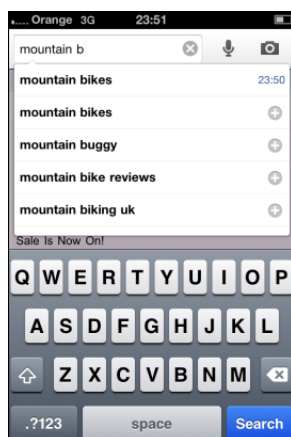 ..... Orange 3G 23:51
mountain b
mountain bikes 23:50
mountain bikes
mountain buggy
mountain bike reviews
mountain biking uk
Sale Is Now On!
Q W E R T Y U I O P
A S D F G H J K L
Z X C V B N M
.?123 space Search